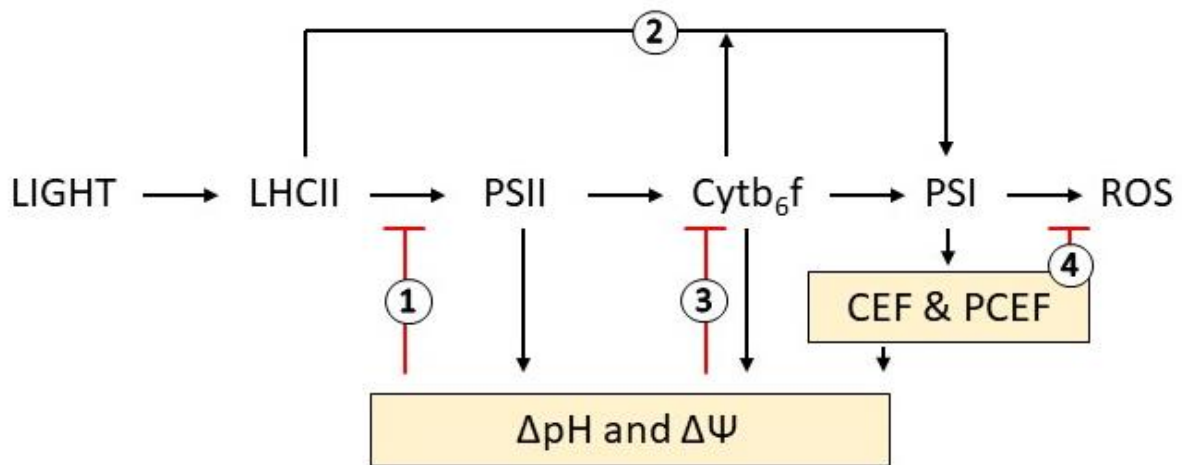 2
LIGHT LHCII PSII Cytb₆f PSI ROS
1 3 4
CEF & PCEF
ΔpH and ΔΨ